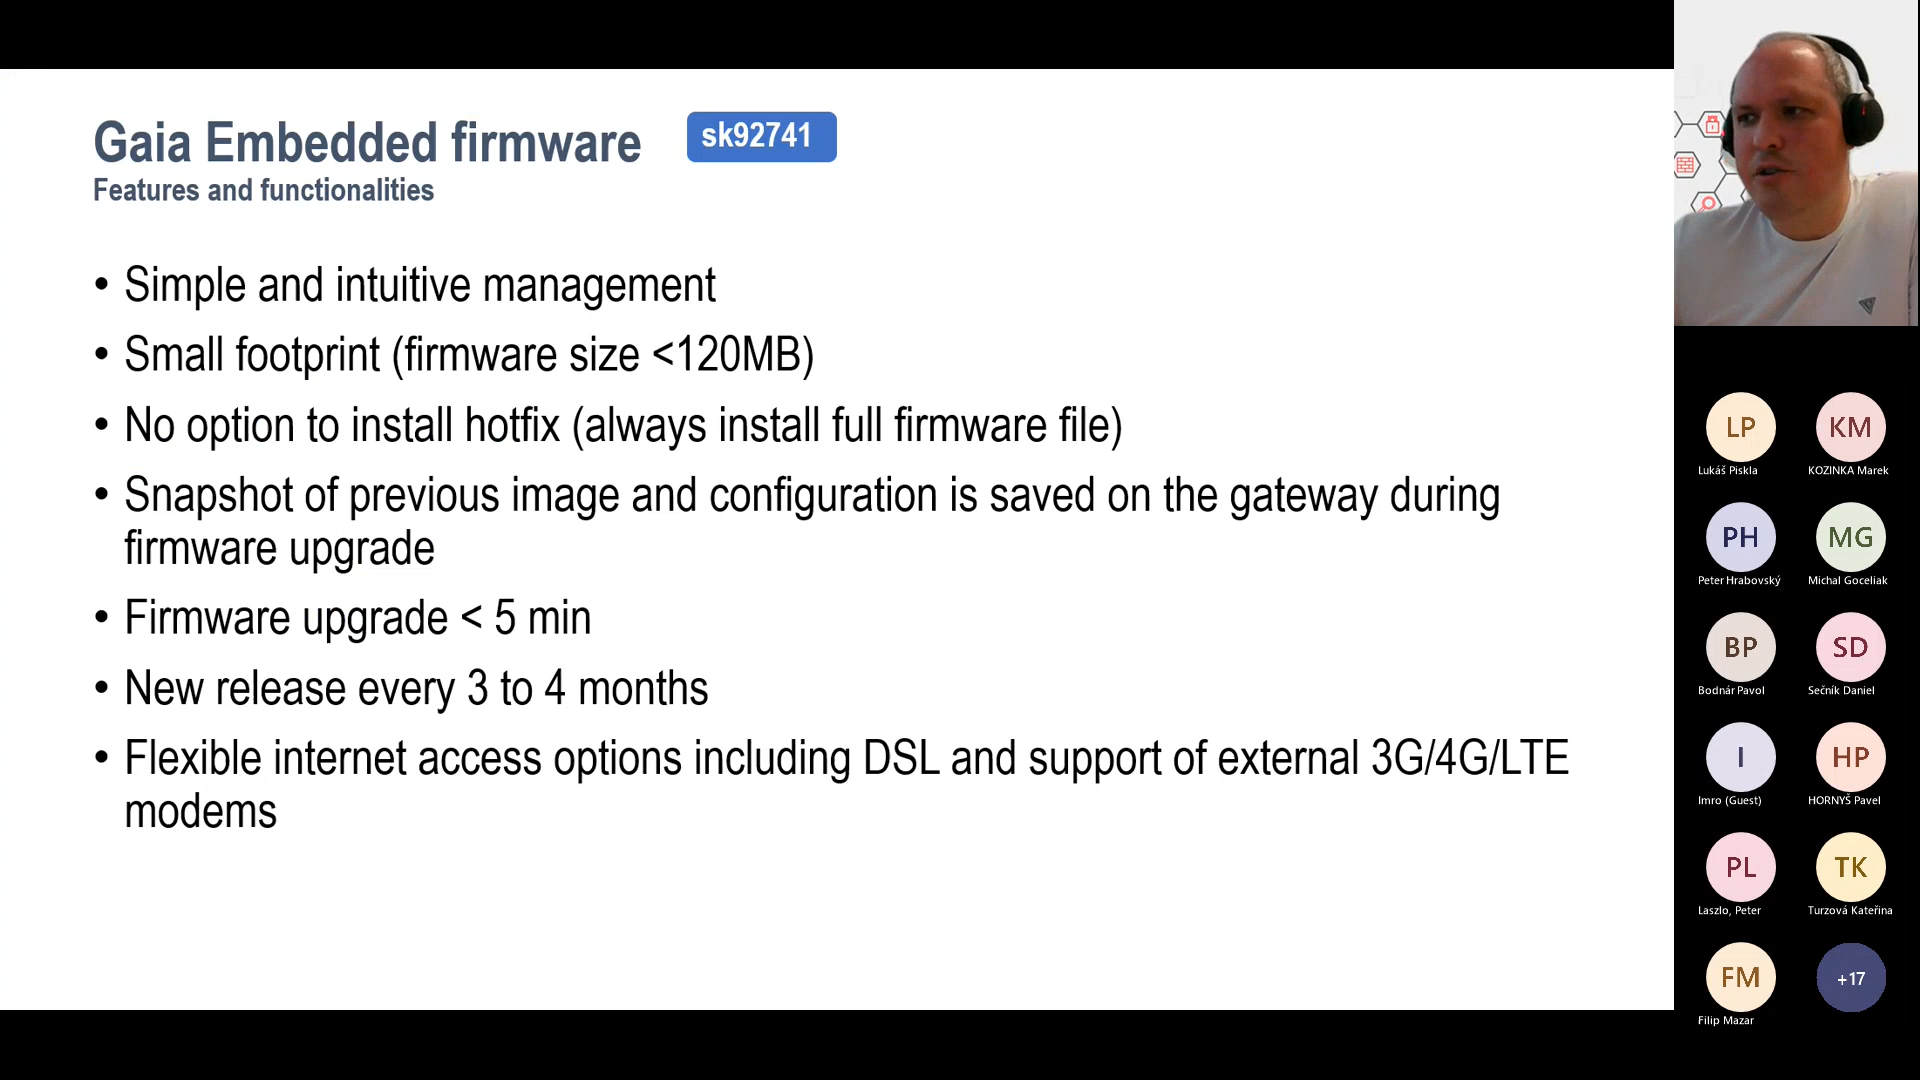 Gaia Embedded firmware
sk92741
Features and functionalities
• Simple and intuitive management
• Small footprint (firmware size <120MB)
• No option to install hotfix (always install full firmware file)
• Snapshot of previous image and configuration is saved on the gateway during
firmware upgrade
• Firmware upgrade < 5 min
• New release every 3 to 4 months
• Flexible internet access options including DSL and support of external 3G/4G/LTE
modems
LP
KM
Lukáš Piskla
KOZINKA Marek
PH
MG
Peter Hrabovský
Michal Goceliak
BP
SD
Bodnár Pavol
Sečník Daniel
I
HP
Imro (Guest)
HORNYŠ Pavel
PL
TK
Laszlo, Peter
Turzová Kateřina
FM
+17
Filip Mazar